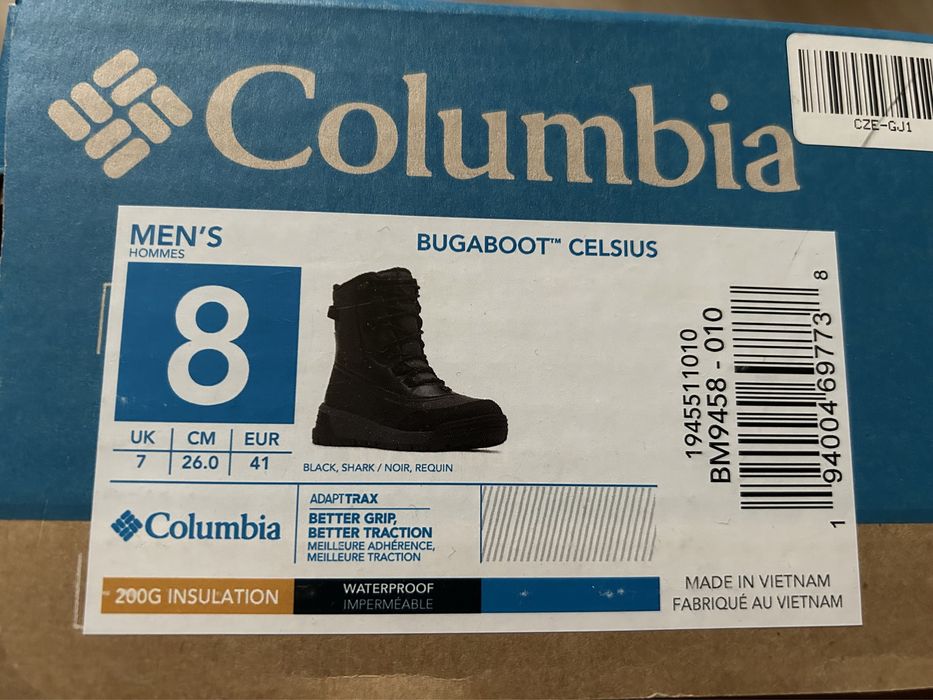 Columbia
CZE-GJ1
MEN'S
HOMMES
BUGABOOT™ CELSIUS
8
UK CM EUR
7 26.0 41
BLACK, SHARK / NOIR, REQUIN
1945511010
BM9458 - 010
1 94004 69773 8
Columbia
ADAPTTRAX
BETTER GRIP,
BETTER TRACTION
MEILLEURE ADHÉRENCE,
MEILLEURE TRACTION
200G INSULATION
WATERPROOF
IMPERMÉABLE
MADE IN VIETNAM
FABRIQUÉ AU VIETNAM